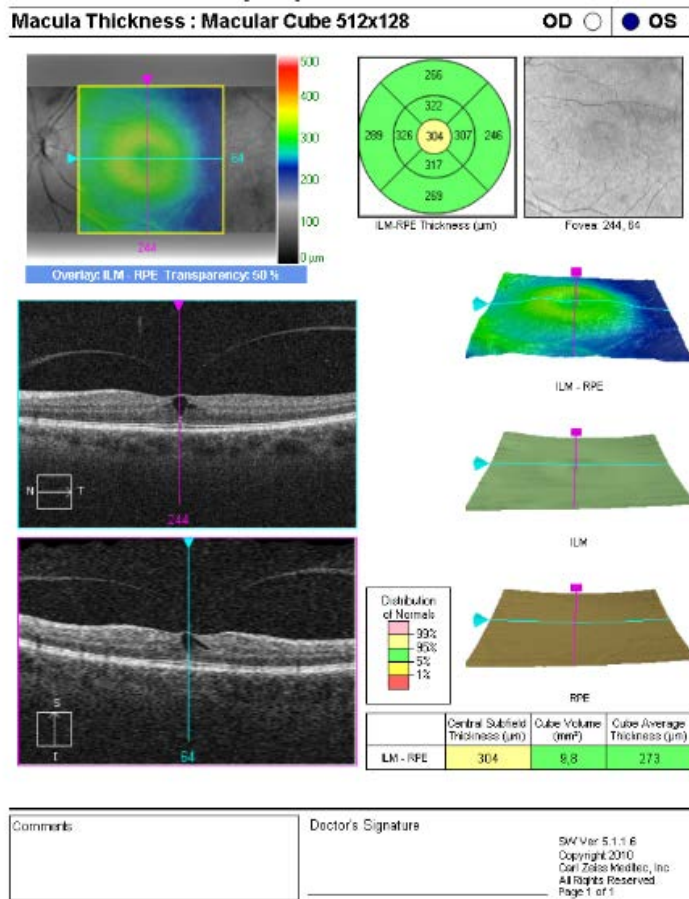 Macula Thickness : Macular Cube 512x128 OD OS
500
400
300
200
100
0 µm
64
244
Overlay: ILM - RPE Transparency: 50 %
266
322
289 326 304 307 246
317
269
ILM-RPE Thickness (µm)
Fovea: 244, 64
ILM - RPE
N T
244
ILM
Distribution
of Normals
99%
95%
5%
1%
RPE
S
I
64
Central Subfield Thickness (µm) Cube Volume (mm³) Cube Average Thickness (µm)
ILM - RPE 304 9,8 273
Comments
Doctor's Signature
SW Ver: 5.1.1.6
Copyright 2010
Carl Zeiss Meditec, Inc
All Rights Reserved
Page 1 of 1